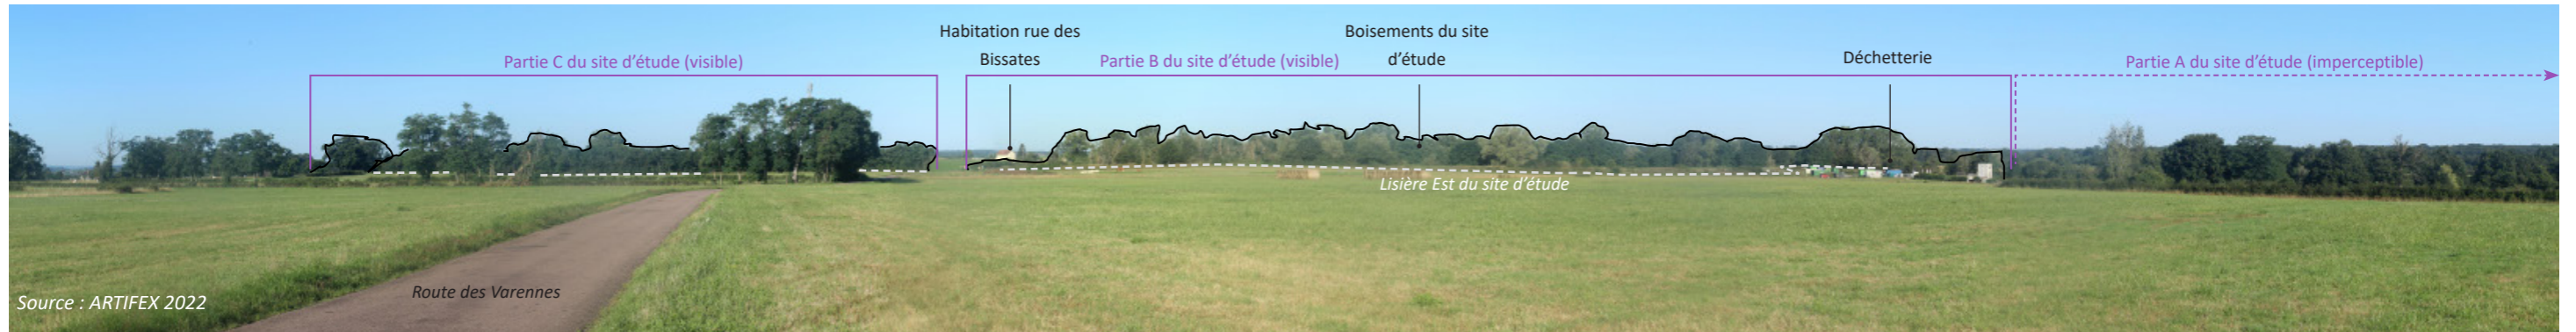 Habitation rue des
Bissates
Boisements du site
d'étude
Partie C du site d'étude (visible)
Partie B du site d'étude (visible)
Déchetterie
Partie A du site d'étude (imperceptible)
Lisière Est du site d'étude
Route des Varennes
Source : ARTIFEX 2022